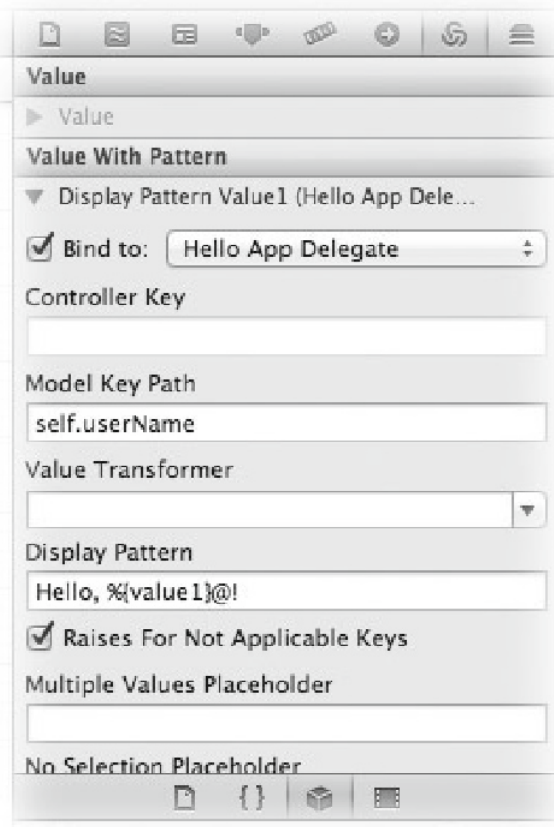 Value
Value
Value With Pattern
Display Pattern Value1 (Hello App Dele...
Bind to: Hello App Delegate
Controller Key
Model Key Path
self.userName
Value Transformer
Display Pattern
Hello, %{value1}@!
Raises For Not Applicable Keys
Multiple Values Placeholder
No Selection Placeholder
{ }